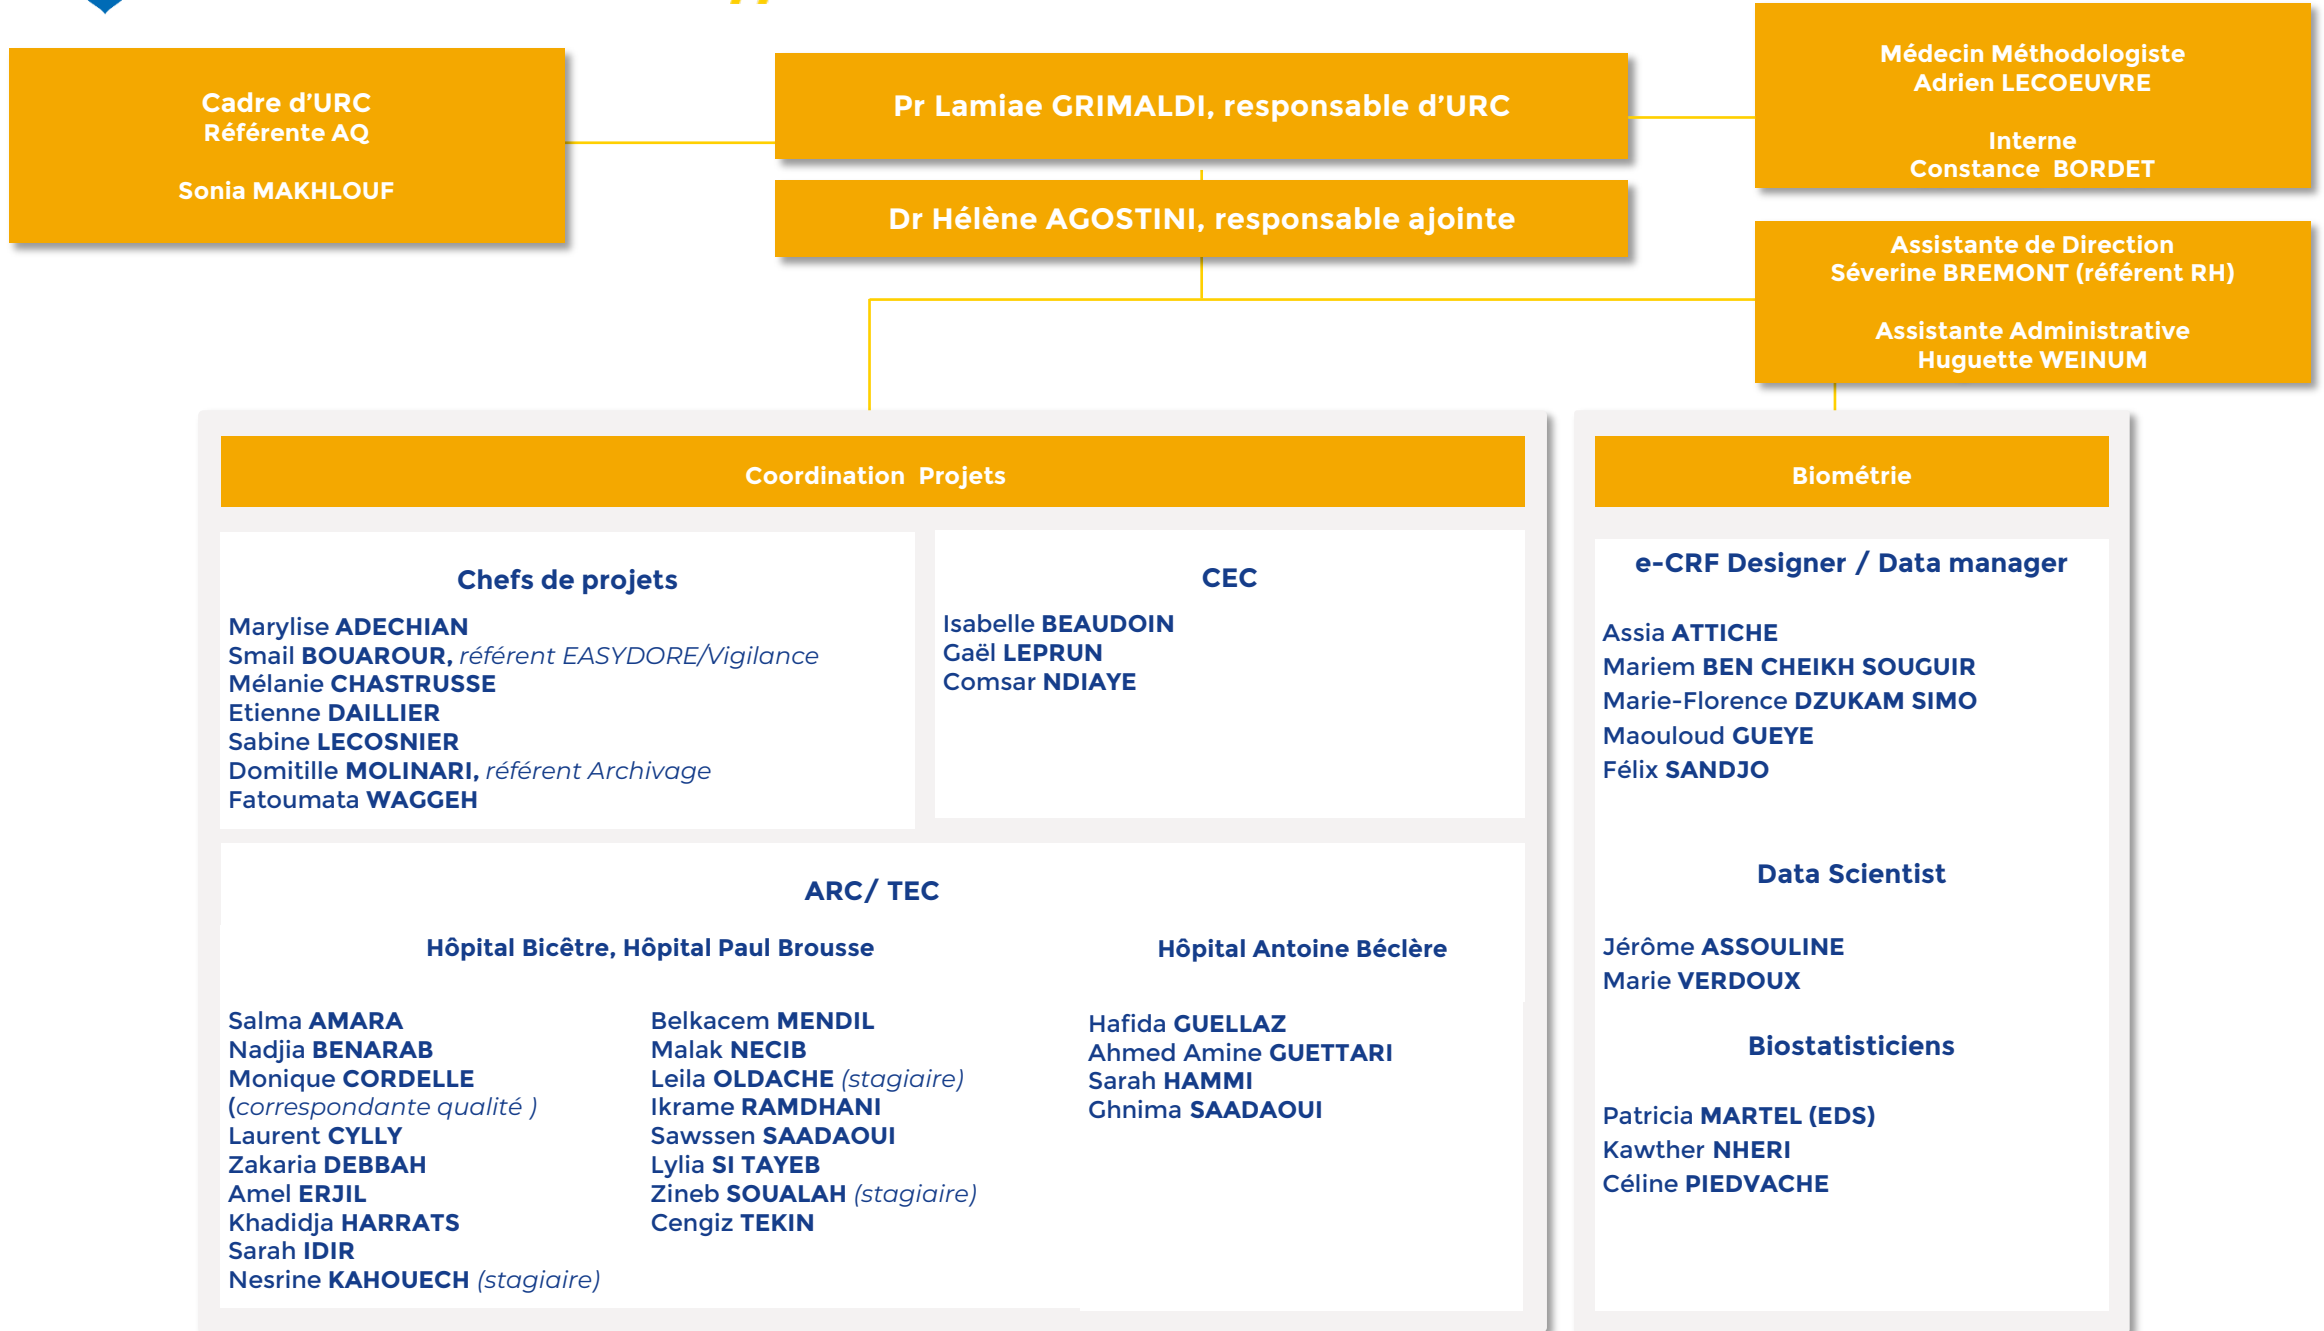 Cadre d’URC
Référente AQ
Sonia MAKHLOUF
Pr Lamiae GRIMALDI, responsable d’URC
Dr Hélène AGOSTINI, responsable ajointe
Médecin Méthodologiste
Adrien LECOEUVRE
Interne
Constance BORDET
Assistante de Direction
Séverine BREMONT (référent RH)
Assistante Administrative
Huguette WEINUM
Coordination Projets
Chefs de projets
Marylise ADECHIAN
Smail BOUAROUR, référent EASYDORE/Vigilance
Mélanie CHASTRUSSE
Etienne DAILLIER
Sabine LECOSNIER
Domitille MOLINARI, référent Archivage
Fatoumata WAGGEH
CEC
Isabelle BEAUDOIN
Gaël LEPRUN
Comsar NDIAYE
ARC/ TEC
Hôpital Bicêtre, Hôpital Paul Brousse
Salma AMARA
Nadjia BENARAB
Monique CORDELLE
(correspondante qualité )
Laurent CYLLY
Zakaria DEBBAH
Amel ERJIL
Khadidja HARRATS
Sarah IDIR
Nesrine KAHOUECH (stagiaire)
Belkacem MENDIL
Malak NECIB
Leila OLDACHE (stagiaire)
Ikrame RAMDHANI
Sawssen SAADAOUI
Lylia SI TAYEB
Zineb SOUALAH (stagiaire)
Cengiz TEKIN
Hôpital Antoine Béclère
Hafida GUELLAZ
Ahmed Amine GUETTARI
Sarah HAMMI
Ghnima SAADAOUI
Biométrie
e-CRF Designer / Data manager
Assia ATTICHE
Mariem BEN CHEIKH SOUGUIR
Marie-Florence DZUKAM SIMO
Maouloud GUEYE
Félix SANDJO
Data Scientist
Jérôme ASSOULINE
Marie VERDOUX
Biostatisticiens
Patricia MARTEL (EDS)
Kawther NHERI
Céline PIEDVACHE